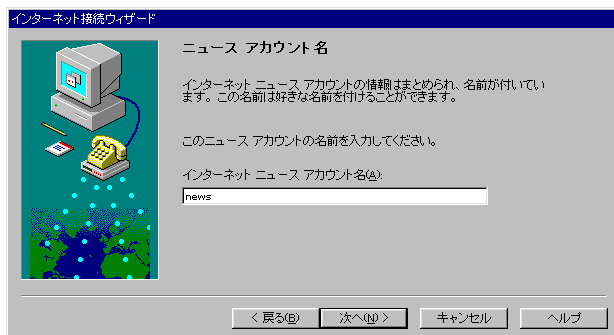 インターネット接続ウィザード
ニュース アカウント名
インターネット ニュース アカウントの情報はまとめられ、名前が付いてい
ます。この名前は好きな名前を付けることができます。
このニュース アカウントの名前を入力してください。
インターネット ニュース アカウント名(A):
news
< 戻る(B)
次へ(N) >
キャンセル
ヘルプ